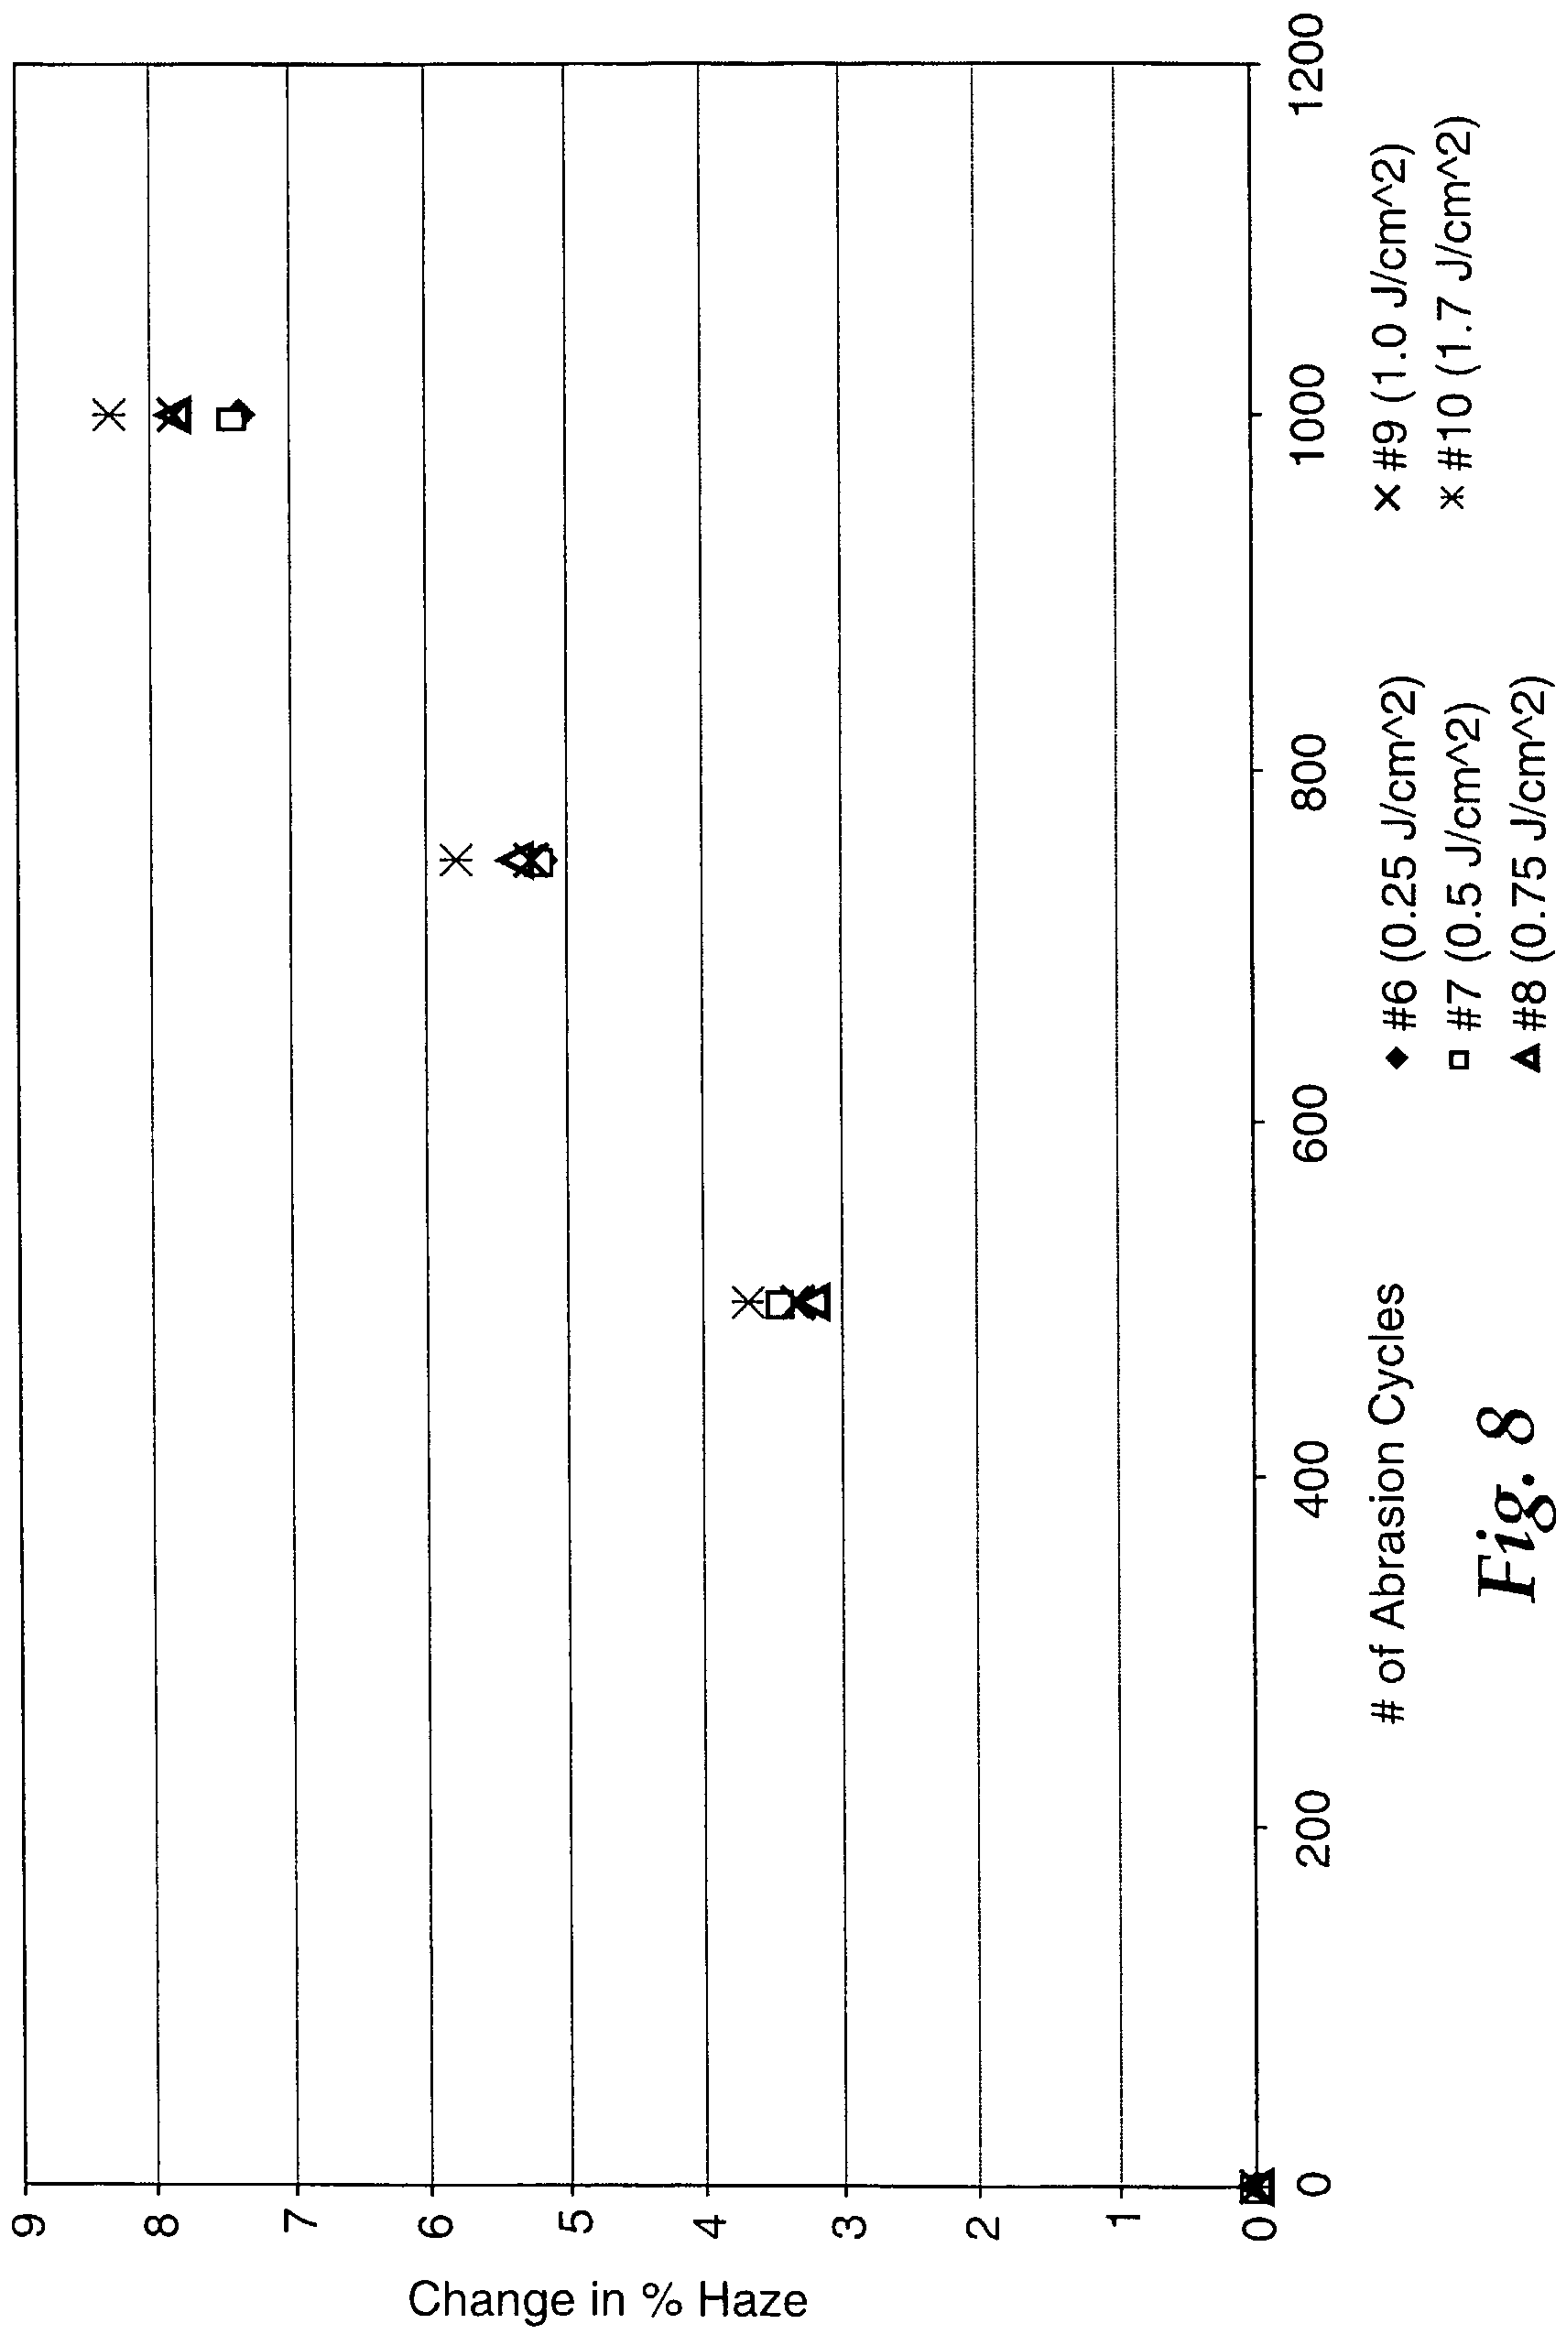 Change in % Haze
9
8
7
6
5
4
3
2
1
0
0
200
400
600
800
1000
1200
# of Abrasion Cycles
#6 (0.25 J/cm^2)
#7 (0.5 J/cm^2)
#8 (0.75 J/cm^2)
#9 (1.0 J/cm^2)
#10 (1.7 J/cm^2)
Fig. 8